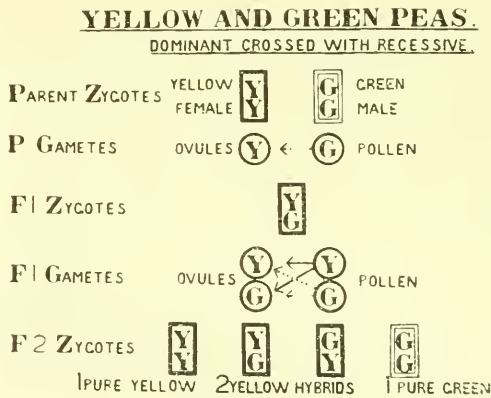 YELLOW AND GREEN PEAS.
DOMINANT CROSSED WITH RECESSIVE.
PARENT ZYGOTES YELLOW FEMALE Y Y G G GREEN MALE
P GAMETES OVULES Y G POLLEN
F1 ZYGOTES Y G
F1 GAMETES OVULES Y G Y G POLLEN
F2 ZYGOTES Y Y Y G G Y G G
1 PURE YELLOW 2 YELLOW HYBRIDS 1 PURE GREEN